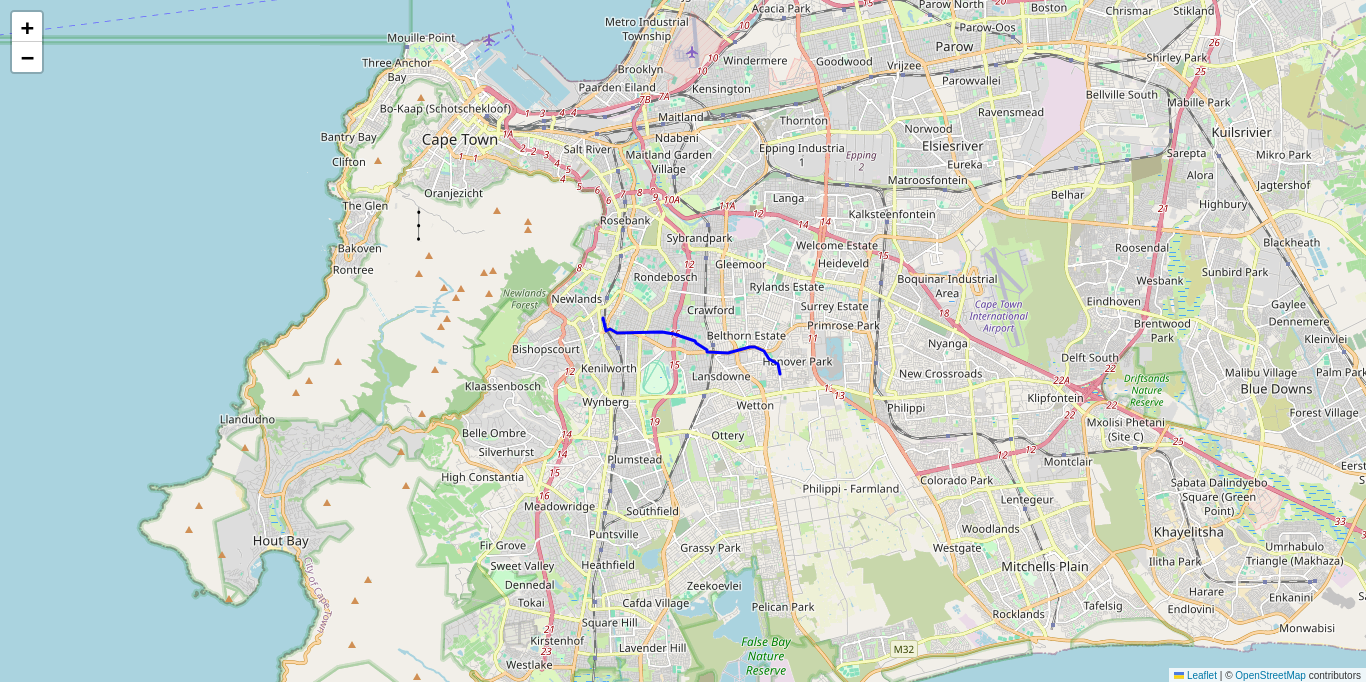 +
−
Mouille Point
Three Anchor
Bay
Bo-Kaap (Schotschekloof)
Bantry Bay
Cape Town
Clifton
Oranjezicht
The Glen
Bakoven
Rontree
Metro Industrial
Township
Acacia Park
Parow North
Boston
Chrismar
Stikland
Parow-Oos
Parow
Shirley Park
Windermere
Goodwood
Vrijzee
Brooklyn
Paarden Eiland
Kensington
Parowvallei
Bellville South
Mabille Park
Maitland
Thornton
Ravensmead
Kuilsrivier
Ndabeni
Norwood
Salt River
Maitland Garden
Village
Epping Industria
1
Epping
2
Elsiesriver
Eureka
Sarepta
Mikro Park
Matroosfontein
Alora
Jagtershof
Langa
Belhar
Highbury
Rosebank
Kalksteenfontein
Sybrandpark
Welcome Estate
Roosendal
Blackheath
Gleemoor
Heideveld
Rondebosch
Rylands Estate
Boquinar Industrial
Area
Wesbank
Sunbird Park
Newlands
Forest
Newlands
Crawford
Surrey Estate
Cape Town
International
Airport
Eindhoven
Gaylee
Primrose Park
Brentwood
Park
Dennemere
Belthorn Estate
Nyanga
Kleinvlei
Bishopscourt
Hanover Park
Delft South
Kenilworth
Lansdowne
New Crossroads
Malibu Village
Palm Park
Klaassenbosch
Driftsands
Nature
Reserve
Blue Downs
Wynberg
Wetton
Philippi
Klipfontein
Forest Village
Llandudno
Belle Ombre
Ottery
Mxolisi Phetani
(Site C)
Silverhurst
Plumstead
Montclair
High Constantia
Philippi - Farmland
Colorado Park
Sabata Dalindyebo
Square (Green
Point)
Meadowridge
Southfield
Lentegeur
Hout Bay
Puntsville
Woodlands
Khayelitsha
Fir Grove
Grassy Park
Westgate
Umhlabulo
Triangle (Makhaza)
Sweet Valley
Heathfield
Mitchells Plain
Ilitha Park
City of Cape Town
Dennedal
Zeekoevlei
Harare
Enkanini
Tokai
Cafda Village
Pelican Park
Tafelsig
Endlovini
Rocklands
Square Hill
Monwabisi
Kirstenhof
Lavender Hill
False Bay
Nature
Reserve
M32
Westlake
Leaflet | © OpenStreetMap contributors